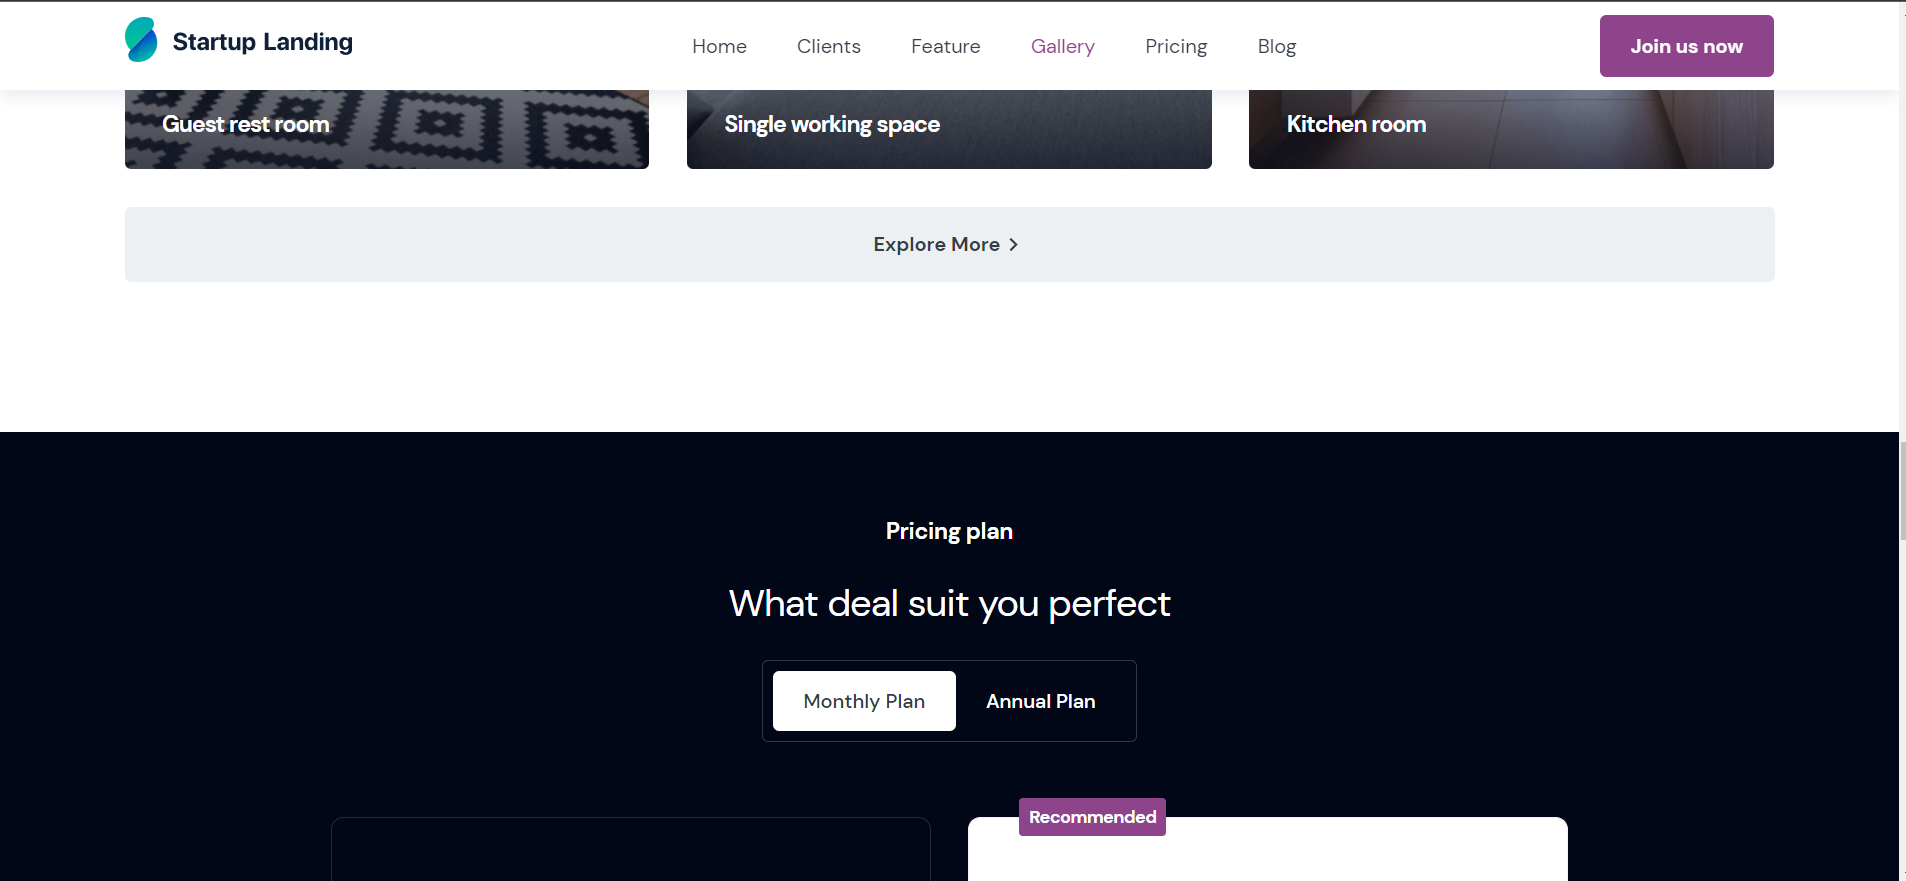 Startup Landing
Home
Clients
Feature
Gallery
Pricing
Blog
Join us now
Guest rest room
Single working space
Kitchen room
Explore More
Pricing plan
What deal suit you perfect
Monthly Plan
Annual Plan
Recommended